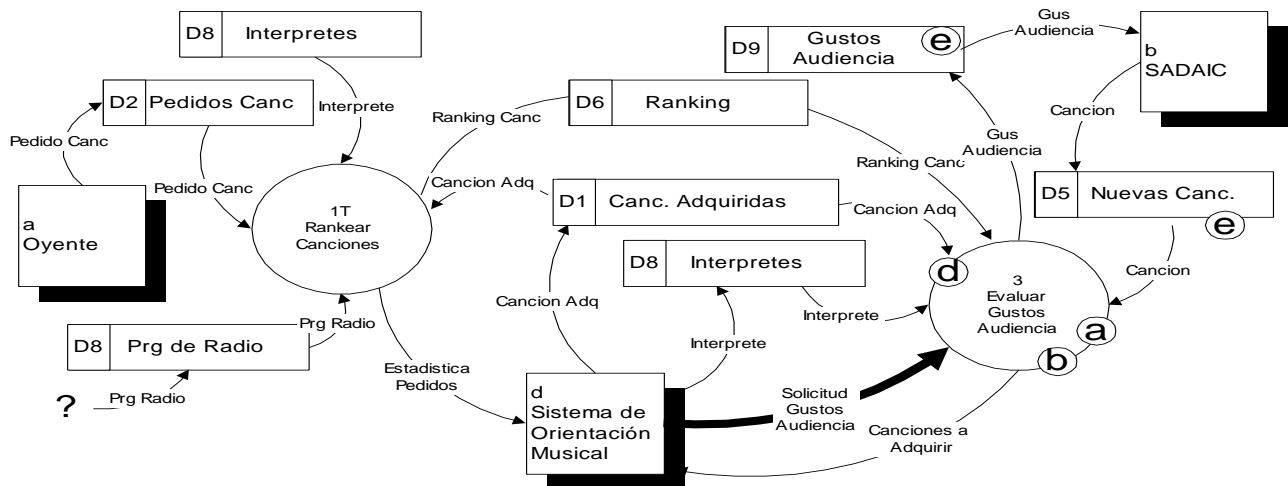 D8 Interpretes
Gus
Audiencia
D9 Gustos
Audiencia
e
b
SADAIC
D2 Pedidos Canc
Interprete
D6 Ranking
Pedido Canc
Ranking Canc
Cancion
Gus
Audiencia
Pedido Canc
Cancion Adq
Ranking Canc
a
Oyente
1T
Rankear
Canciones
D1 Canc. Adquiridas
Cancion Adq
D5 Nuevas Canc.
e
D8 Interpretes
d
Cancion
Cancion Adq
3
Evaluar
Gustos
Audiencia
Interprete
a
b
Prg Radio
D8 Prg de Radio
Interprete
Estadistica
Pedidos
? Prg Radio
d
Sistema de
Orientación
Musical
Solicitud
Gustos
Audiencia
Canciones a
Adquirir